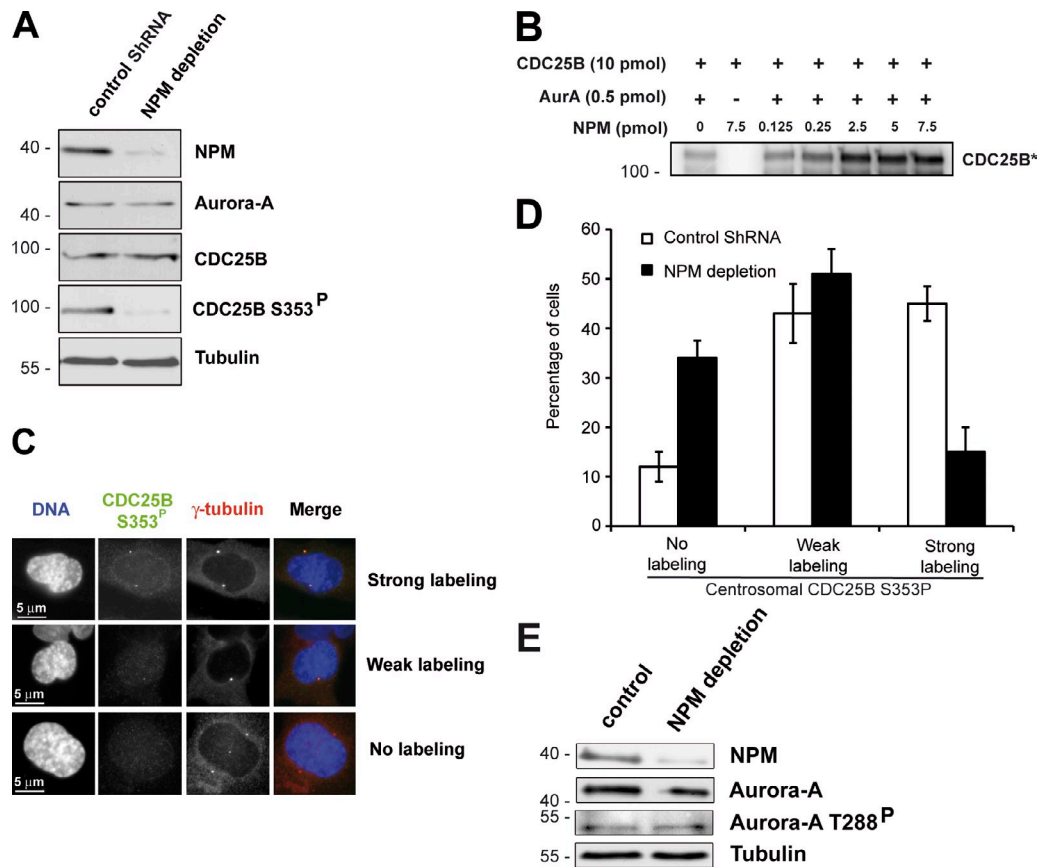 A
control ShRNA
NPM depletion
40 - NPM
40 - Aurora-A
100 - CDC25B
100 - CDC25B S353ᴾ
55 - Tubulin
B
CDC25B (10 pmol) + + + + + + +
AurA (0.5 pmol) + - + + + + +
NPM (pmol) 0 7.5 0.125 0.25 2.5 5 7.5
100 - CDC25B*
C
DNA CDC25B S353ᴾ γ-tubulin Merge
5 µm Strong labeling
5 µm Weak labeling
5 µm No labeling
D
Control ShRNA
NPM depletion
Percentage of cells
60
50
40
30
20
10
0
No labeling
Weak labeling
Strong labeling
Centrosomal CDC25B S353P
E
control
NPM depletion
40 - NPM
40 - Aurora-A
55 - Aurora-A T288ᴾ
55 - Tubulin